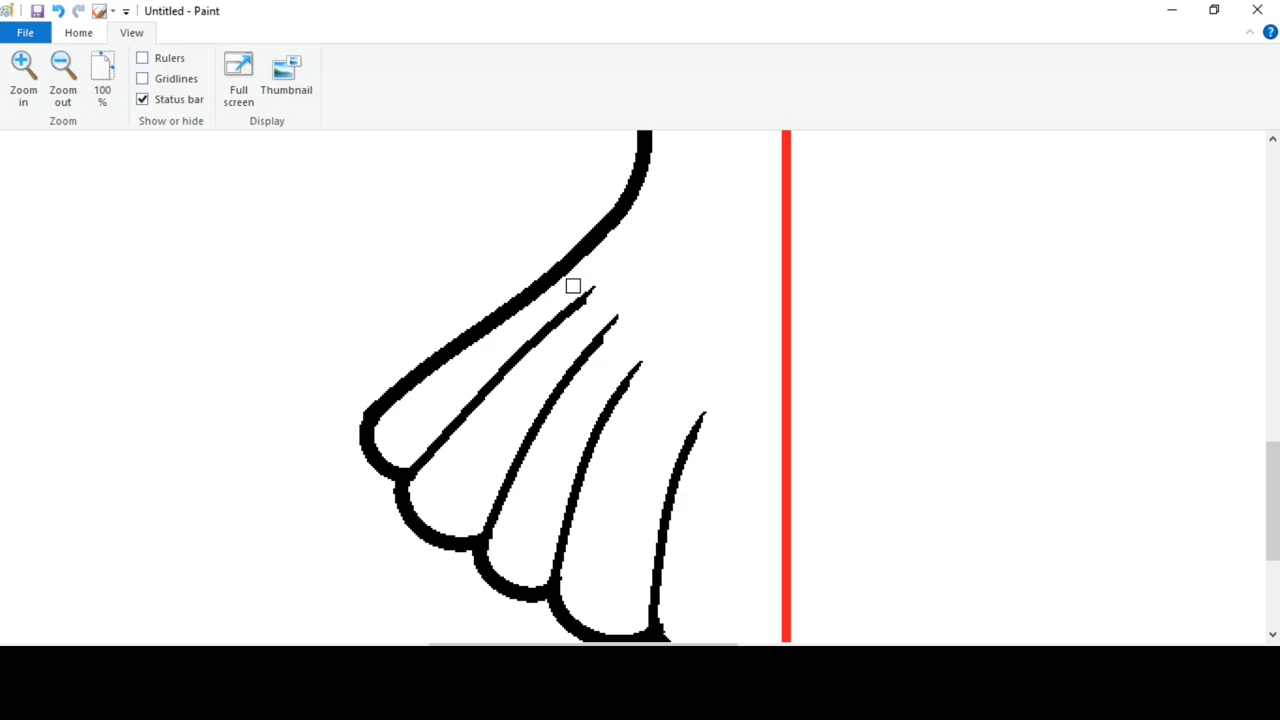 Untitled - Paint
File Home View
Zoom in
Zoom out
100 %
Rulers
Gridlines
Status bar
Full screen
Thumbnail
Zoom
Show or hide
Display